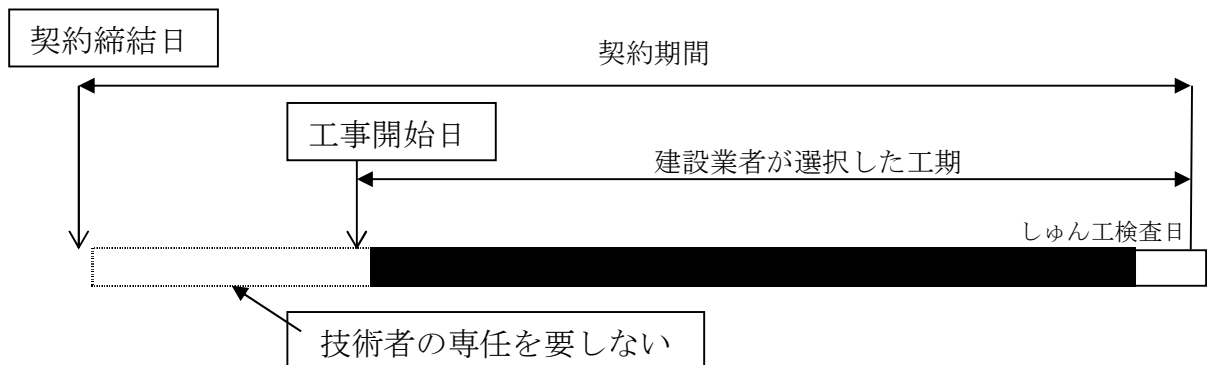 契約締結日
契約期間
工事開始日
建設業者が選択した工期
しゅん工検査日
技術者の専任を要しない